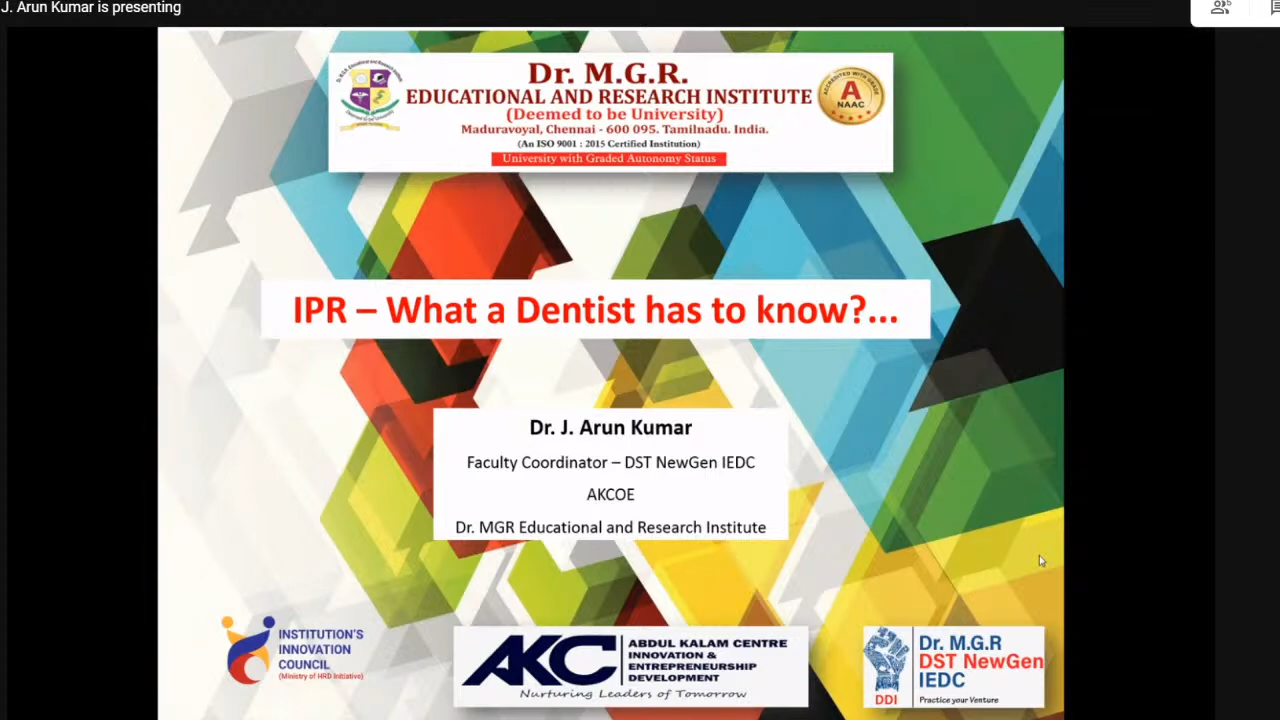 J. Arun Kumar is presenting
Dr. M.G.R.
EDUCATIONAL AND RESEARCH INSTITUTE
(Deemed to be University)
Maduravoyal, Chennai - 600 095. Tamilnadu. India.
(An ISO 9001 : 2015 Certified Institution)
University with Graded Autonomy Status
ACCREDITED WITH GRADE
A
NAAC
IPR – What a Dentist has to know?...
Dr. J. Arun Kumar
Faculty Coordinator – DST NewGen IEDC
AKCOE
Dr. MGR Educational and Research Institute
INSTITUTION'S
INNOVATION
COUNCIL
(Ministry of HRD Initiative)
AKC
ABDUL KALAM CENTRE
INNOVATION &
ENTREPRENEURSHIP
DEVELOPMENT
Nurturing Leaders of Tomorrow
DDI
Dr. M.G.R
DST NewGen
IEDC
Practice your Venture